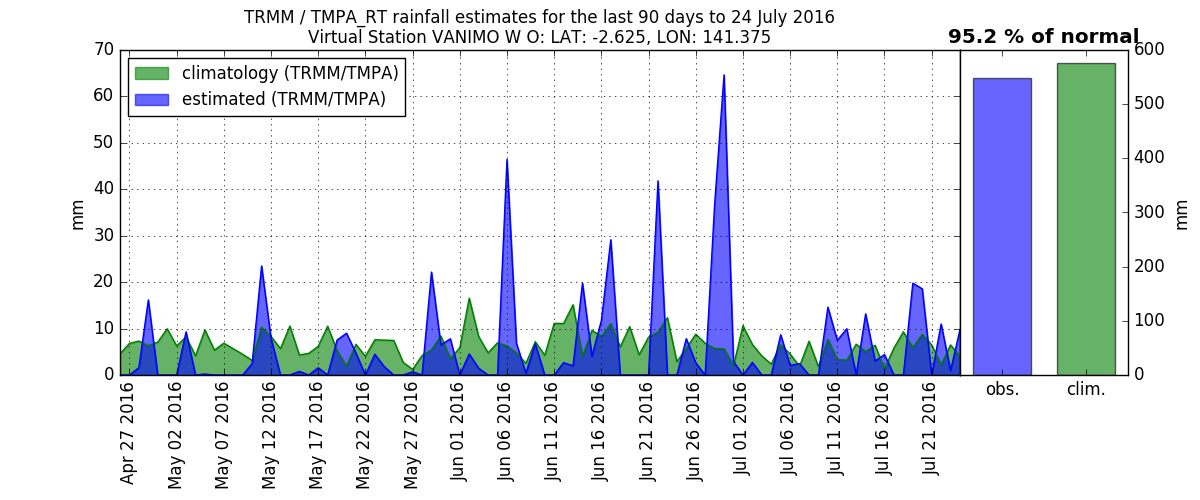 TRMM / TMPA_RT rainfall estimates for the last 90 days to 24 July 2016
Virtual Station VANIMO W O: LAT: -2.625, LON: 141.375
95.2 % of normal
climatology (TRMM/TMPA)
estimated (TRMM/TMPA)
70
60
50
40
30
20
10
0
mm
Apr 27 2016
May 02 2016
May 07 2016
May 12 2016
May 17 2016
May 22 2016
May 27 2016
Jun 01 2016
Jun 06 2016
Jun 11 2016
Jun 16 2016
Jun 21 2016
Jun 26 2016
Jul 01 2016
Jul 06 2016
Jul 11 2016
Jul 16 2016
Jul 21 2016
obs.
clim.
600
500
400
300
200
100
0
mm